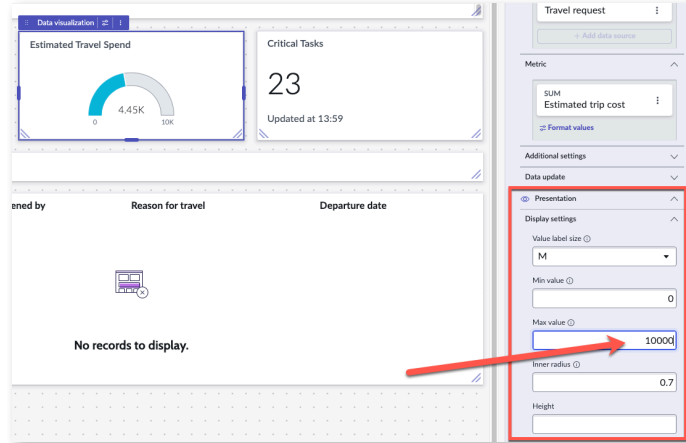 Data visualization
Estimated Travel Spend
4.45K
0
10K
Critical Tasks
23
Updated at 13:59
ened by
Reason for travel
Departure date
No records to display.
Travel request
+ Add data source
Metric
SUM
Estimated trip cost
Format values
Additional settings
Data update
Presentation
Display settings
Value label size
M
Min value
0
Max value
10000
Inner radius
0.7
Height